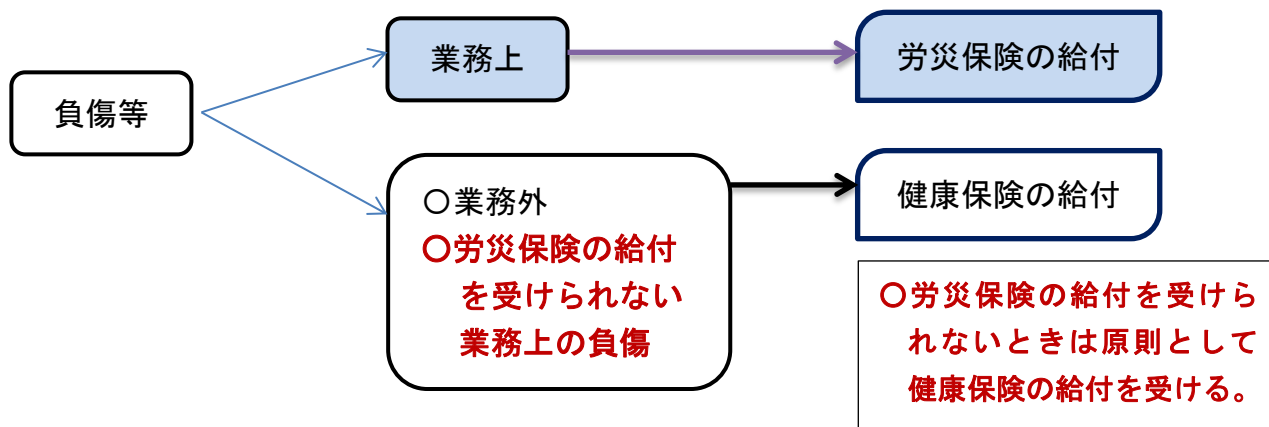 負傷等
業務上
労災保険の給付
○業務外
○労災保険の給付
を受けられない
業務上の負傷
健康保険の給付
○労災保険の給付を受けら
れないときは原則として
健康保険の給付を受ける。